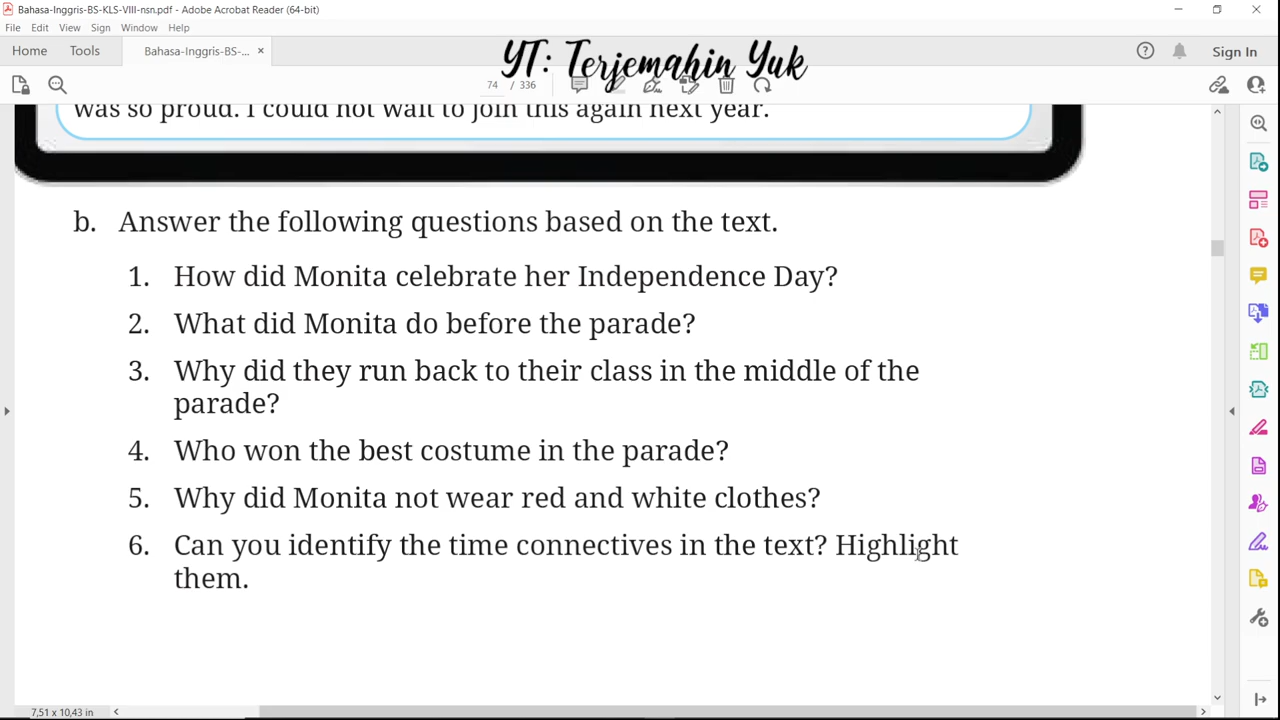 Bahasa-Inggris-BS-KLS-VIII-nsn.pdf - Adobe Acrobat Reader (64-bit)
File Edit View Sign Window Help
Home Tools Bahasa-Inggris-BS-... × Sign In
YT: Terjemahin Yuk
74 / 336
was so proud. I could not wait to join this again next year.
b. Answer the following questions based on the text.
1. How did Monita celebrate her Independence Day?
2. What did Monita do before the parade?
3. Why did they run back to their class in the middle of the
parade?
4. Who won the best costume in the parade?
5. Why did Monita not wear red and white clothes?
6. Can you identify the time connectives in the text? Highlight
them.
7,51 x 10,43 in